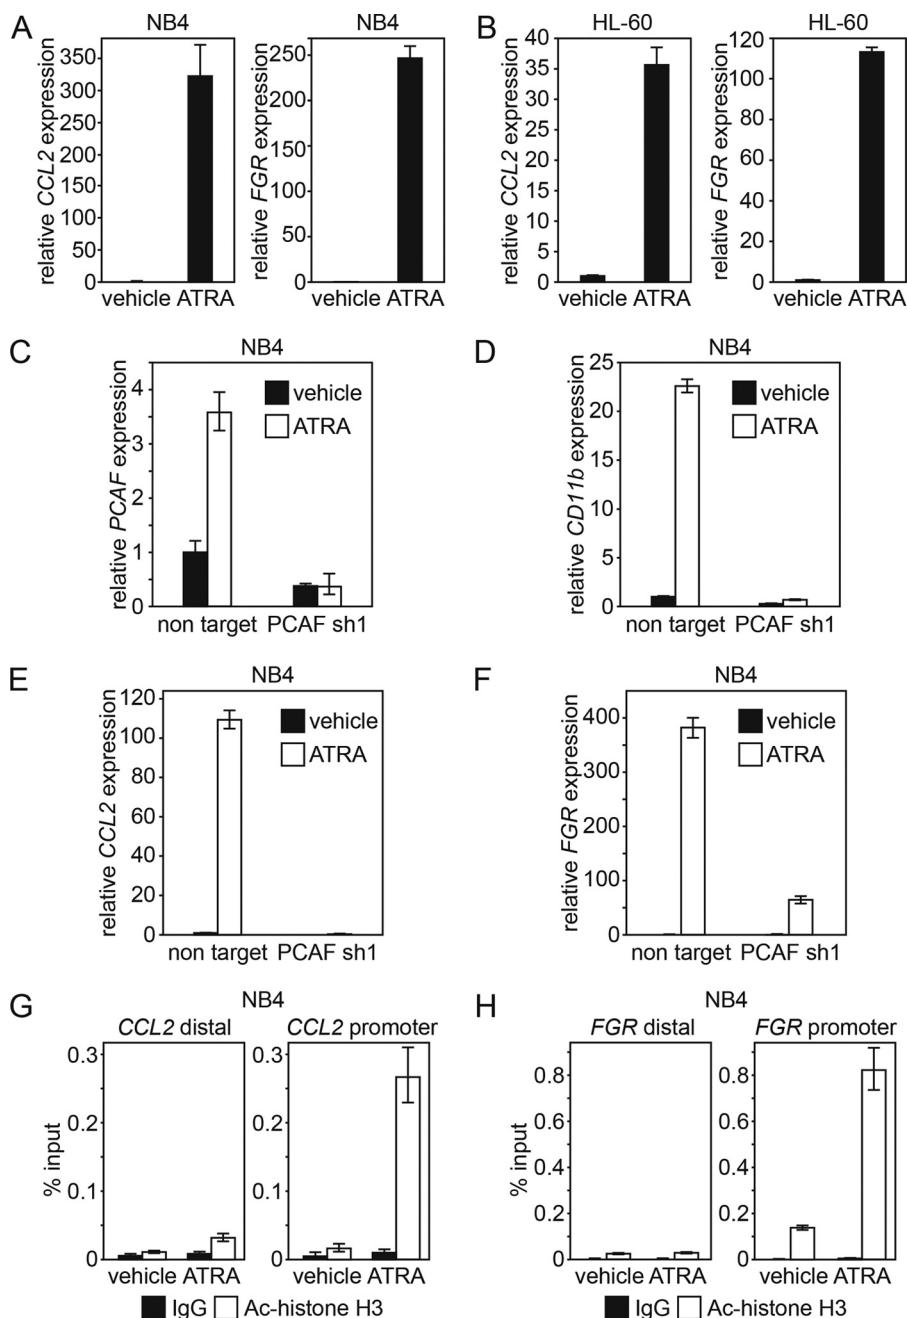 A
NB4
relative CCL2 expression
350
300
250
200
150
100
50
0
vehicle ATRA
NB4
relative FGR expression
250
200
150
100
50
0
vehicle ATRA
B
HL-60
relative CCL2 expression
40
35
30
25
20
15
10
5
0
vehicle ATRA
HL-60
relative FGR expression
120
100
80
60
40
20
0
vehicle ATRA
C
NB4
relative PCAF expression
4
3
2
1
0
vehicle
ATRA
non target PCAF sh1
D
NB4
relative CD11b expression
25
20
15
10
5
0
vehicle
ATRA
non target PCAF sh1
E
NB4
relative CCL2 expression
120
100
80
60
40
20
0
vehicle
ATRA
non target PCAF sh1
F
NB4
relative FGR expression
400
300
200
100
0
vehicle
ATRA
non target PCAF sh1
G
NB4
CCL2 distal
% input
0.3
0.2
0.1
0
vehicle ATRA
CCL2 promoter
0.3
0.2
0.1
0
vehicle ATRA
IgG Ac-histone H3
H
NB4
FGR distal
% input
0.8
0.6
0.4
0.2
0
vehicle ATRA
FGR promoter
0.8
0.6
0.4
0.2
0
vehicle ATRA
IgG Ac-histone H3